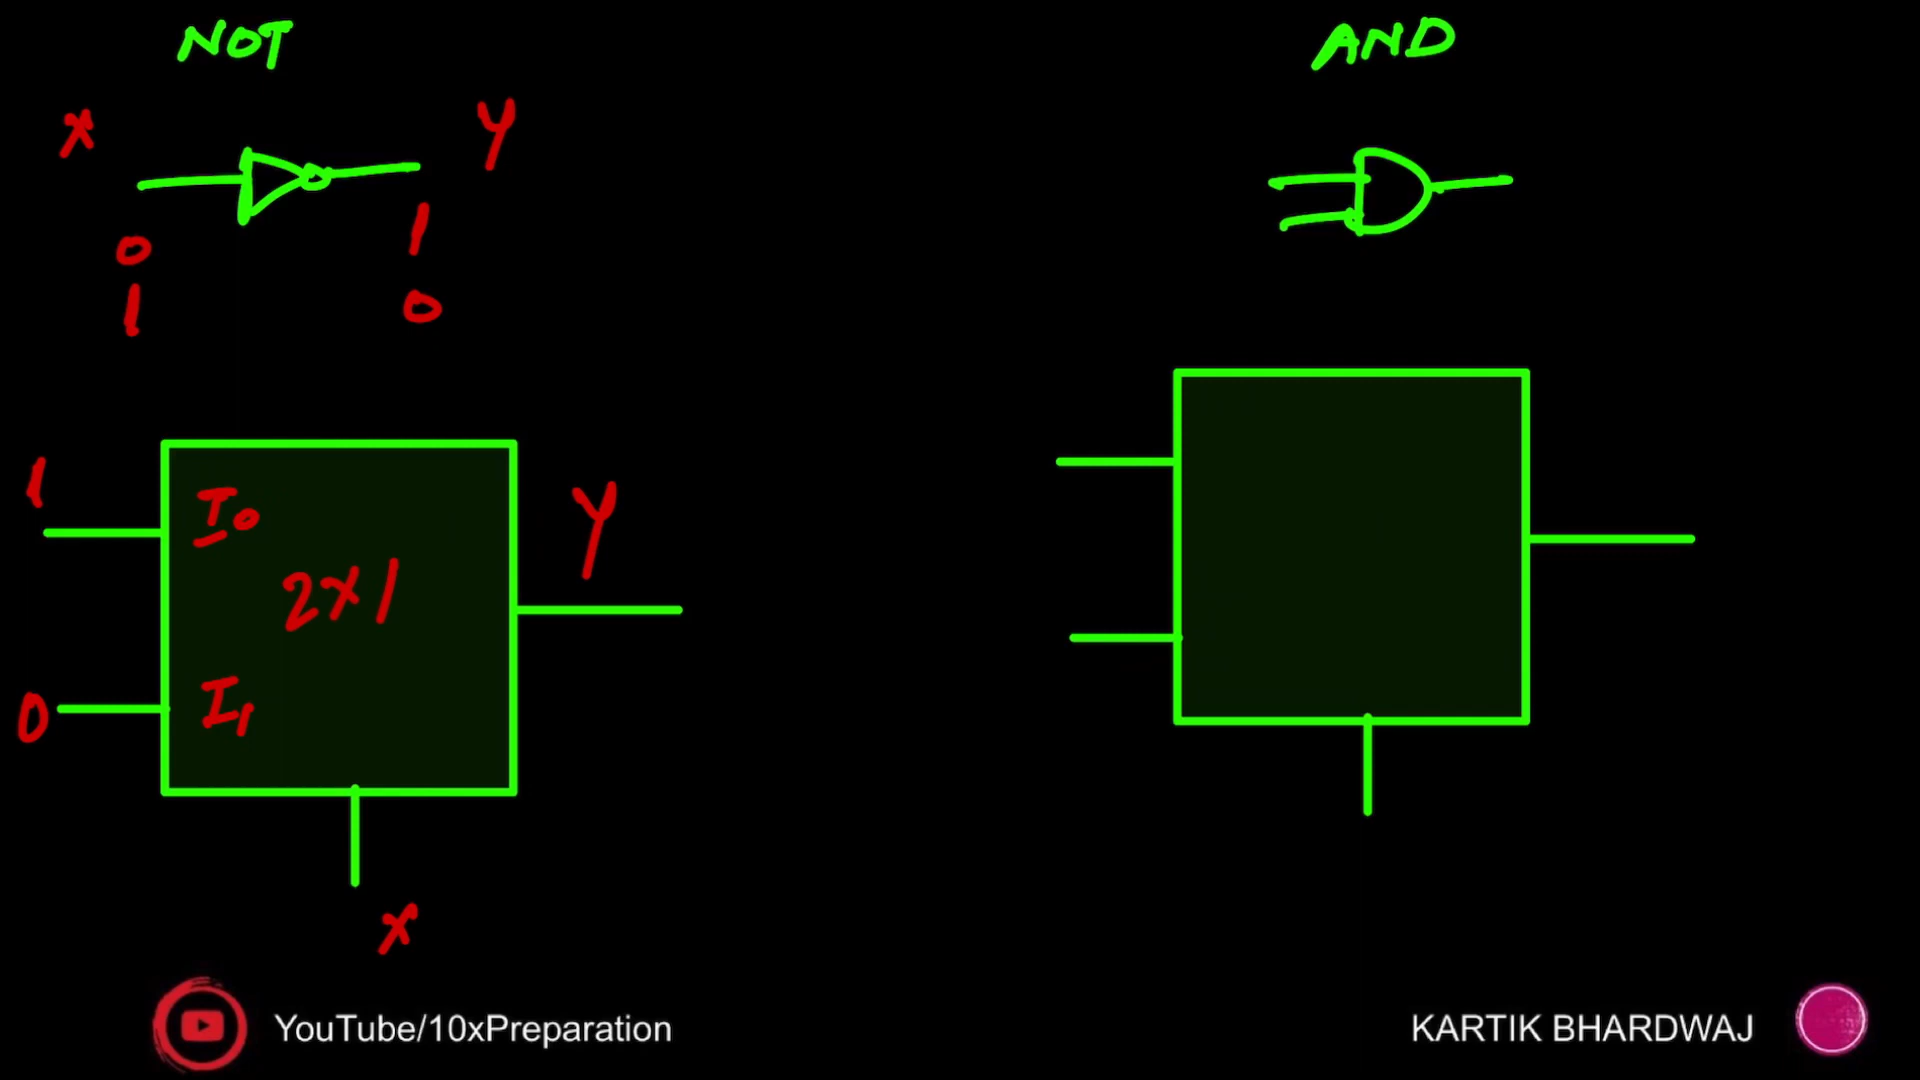 NOT
AND
X
Y
0
1
1
0
1
I0
Y
2X1
0
I1
X
YouTube/10xPreparation
KARTIK BHARDWAJ